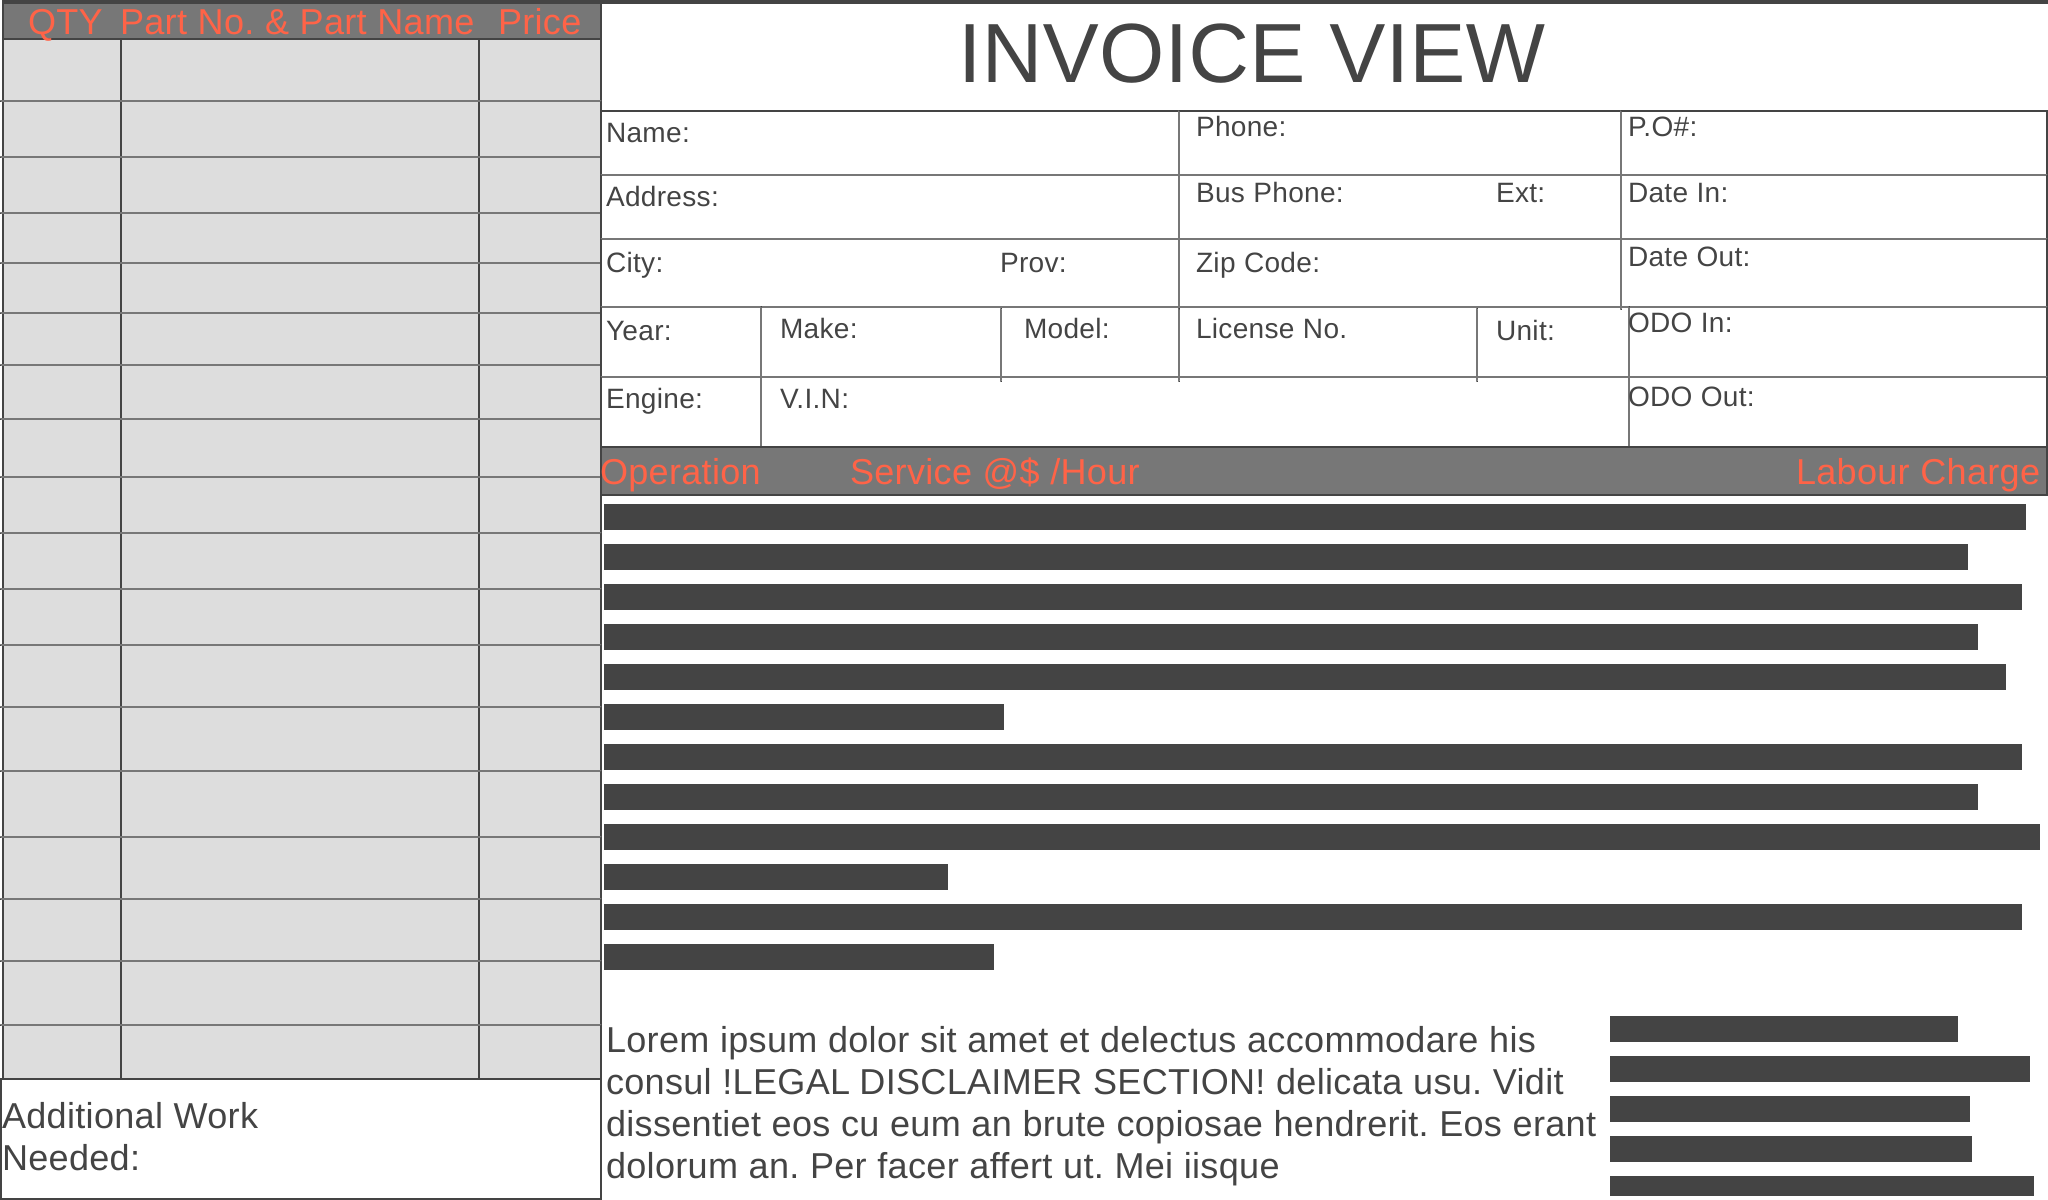 QTY Part No. & Part Name Price
INVOICE VIEW
Name: Phone: P.O#:
Address: Bus Phone: Ext: Date In:
City: Prov: Zip Code: Date Out:
Year: Make: Model: License No. Unit: ODO In:
Engine: V.I.N: ODO Out:
Operation Service @$ /Hour Labour Charge
Lorem ipsum dolor sit amet et delectus accommodare his
consul !LEGAL DISCLAIMER SECTION! delicata usu. Vidit
dissentiet eos cu eum an brute copiosae hendrerit. Eos erant
dolorum an. Per facer affert ut. Mei iisque
Additional Work
Needed: